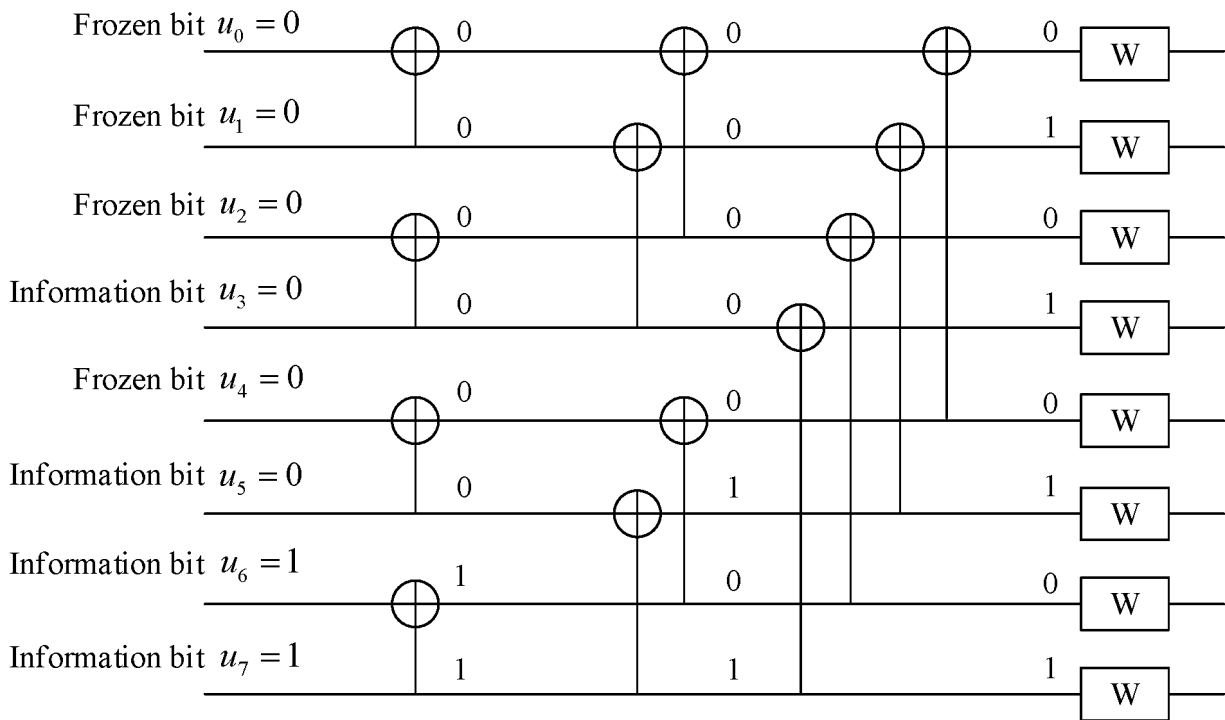 Frozen bit u₀ = 0 0 0 0 W
Frozen bit u₁ = 0 0 0 1 W
Frozen bit u₂ = 0 0 0 0 W
Information bit u₃ = 0 0 0 1 W
Frozen bit u₄ = 0 0 0 0 W
Information bit u₅ = 0 0 1 1 W
Information bit u₆ = 1 1 0 0 W
Information bit u₇ = 1 1 1 1 W